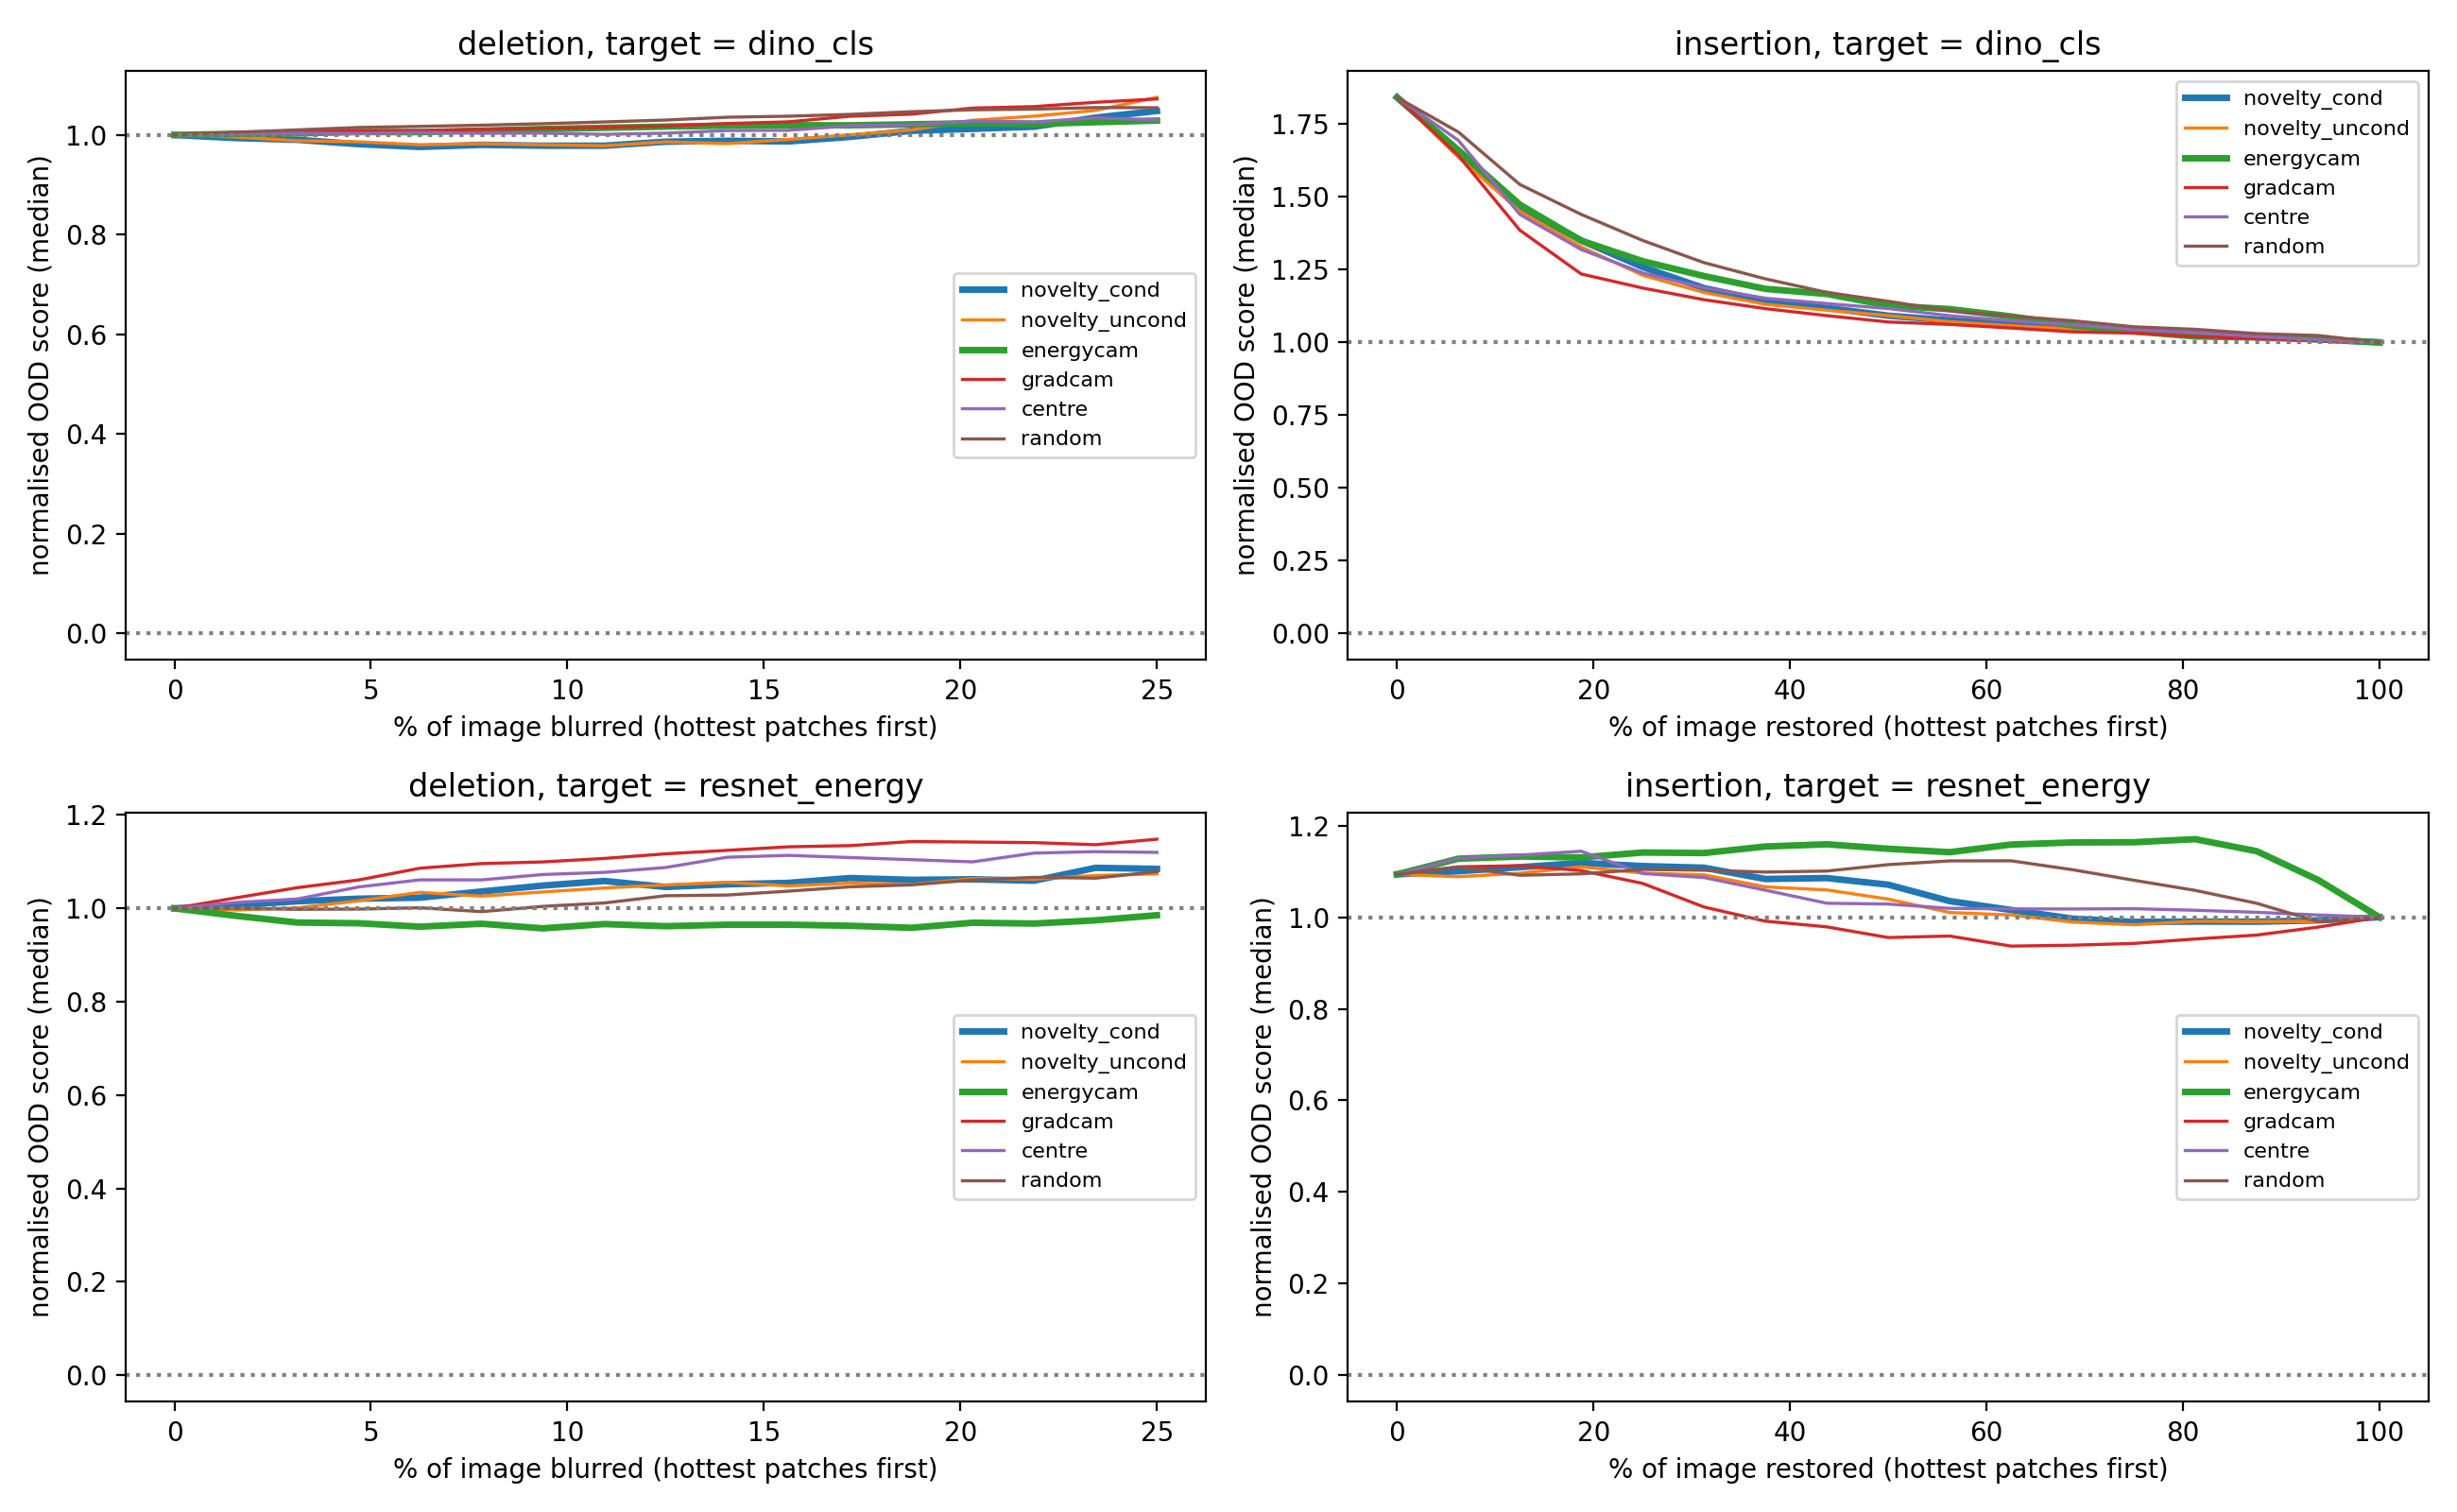 deletion, target = dino_cls
normalised OOD score (median)
1.0
0.8
0.6
0.4
0.2
0.0
novelty_cond
novelty_uncond
energycam
gradcam
centre
random
0 5 10 15 20 25
% of image blurred (hottest patches first)
insertion, target = dino_cls
normalised OOD score (median)
1.75
1.50
1.25
1.00
0.75
0.50
0.25
0.00
novelty_cond
novelty_uncond
energycam
gradcam
centre
random
0 20 40 60 80 100
% of image restored (hottest patches first)
deletion, target = resnet_energy
normalised OOD score (median)
1.2
1.0
0.8
0.6
0.4
0.2
0.0
novelty_cond
novelty_uncond
energycam
gradcam
centre
random
0 5 10 15 20 25
% of image blurred (hottest patches first)
insertion, target = resnet_energy
normalised OOD score (median)
1.2
1.0
0.8
0.6
0.4
0.2
0.0
novelty_cond
novelty_uncond
energycam
gradcam
centre
random
0 20 40 60 80 100
% of image restored (hottest patches first)